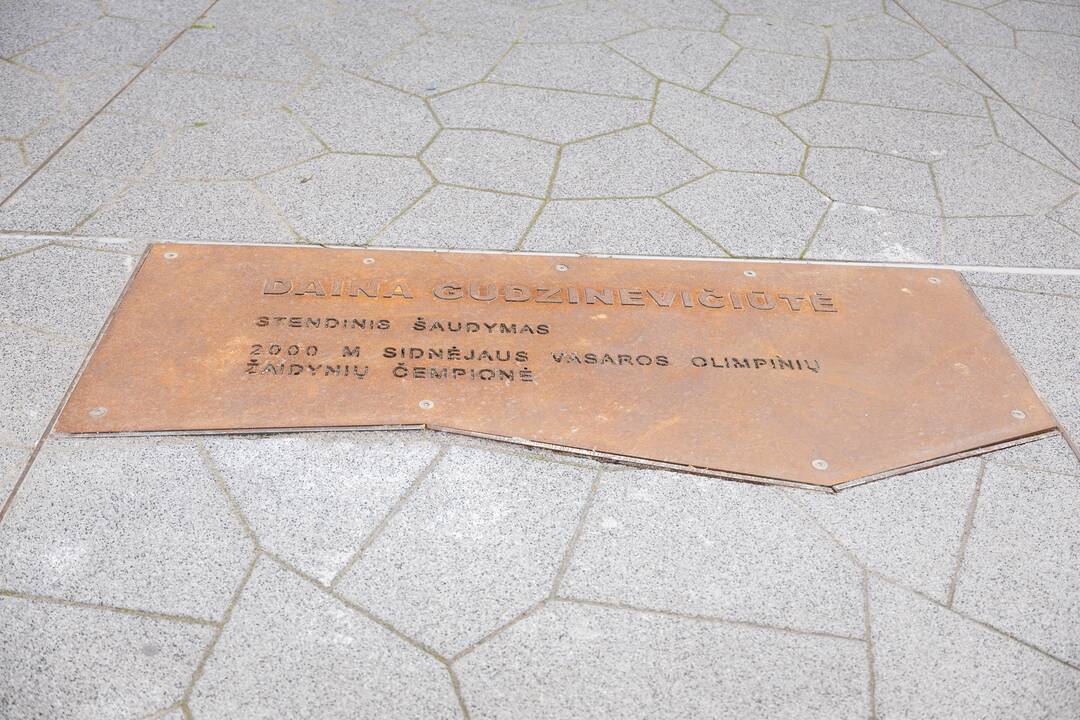 DAINA GUDZINEVIČIŪTĖ
STENDINIS ŠAUDYMAS
2000 M SIDNĖJAUS VASAROS OLIMPINIŲ
ŽAIDYNIŲ ČEMPIONĖ